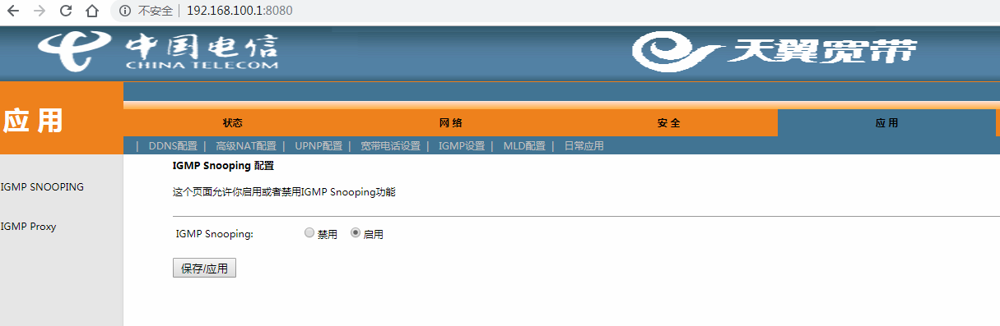 不安全 192.168.100.1:8080
中国电信 天翼宽带
CHINA TELECOM
应 用
状态 网 络 安 全 应 用
| DDNS配置 | 高级NAT配置 | UPNP配置 | 宽带电话设置 | IGMP设置 | MLD配置 | 日常应用
IGMP Snooping 配置
IGMP SNOOPING
这个页面允许你启用或者禁用IGMP Snooping功能
IGMP Proxy
IGMP Snooping: 禁用 启用
保存/应用